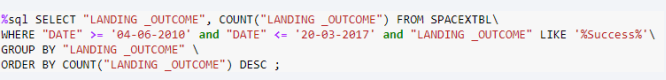 %sql SELECT "LANDING _OUTCOME", COUNT("LANDING _OUTCOME") FROM SPACEXTBL\
WHERE "DATE" >= '04-06-2010' and "DATE" <= '20-03-2017' and "LANDING _OUTCOME" LIKE '%Success%'\
GROUP BY "LANDING _OUTCOME" \
ORDER BY COUNT("LANDING _OUTCOME") DESC ;